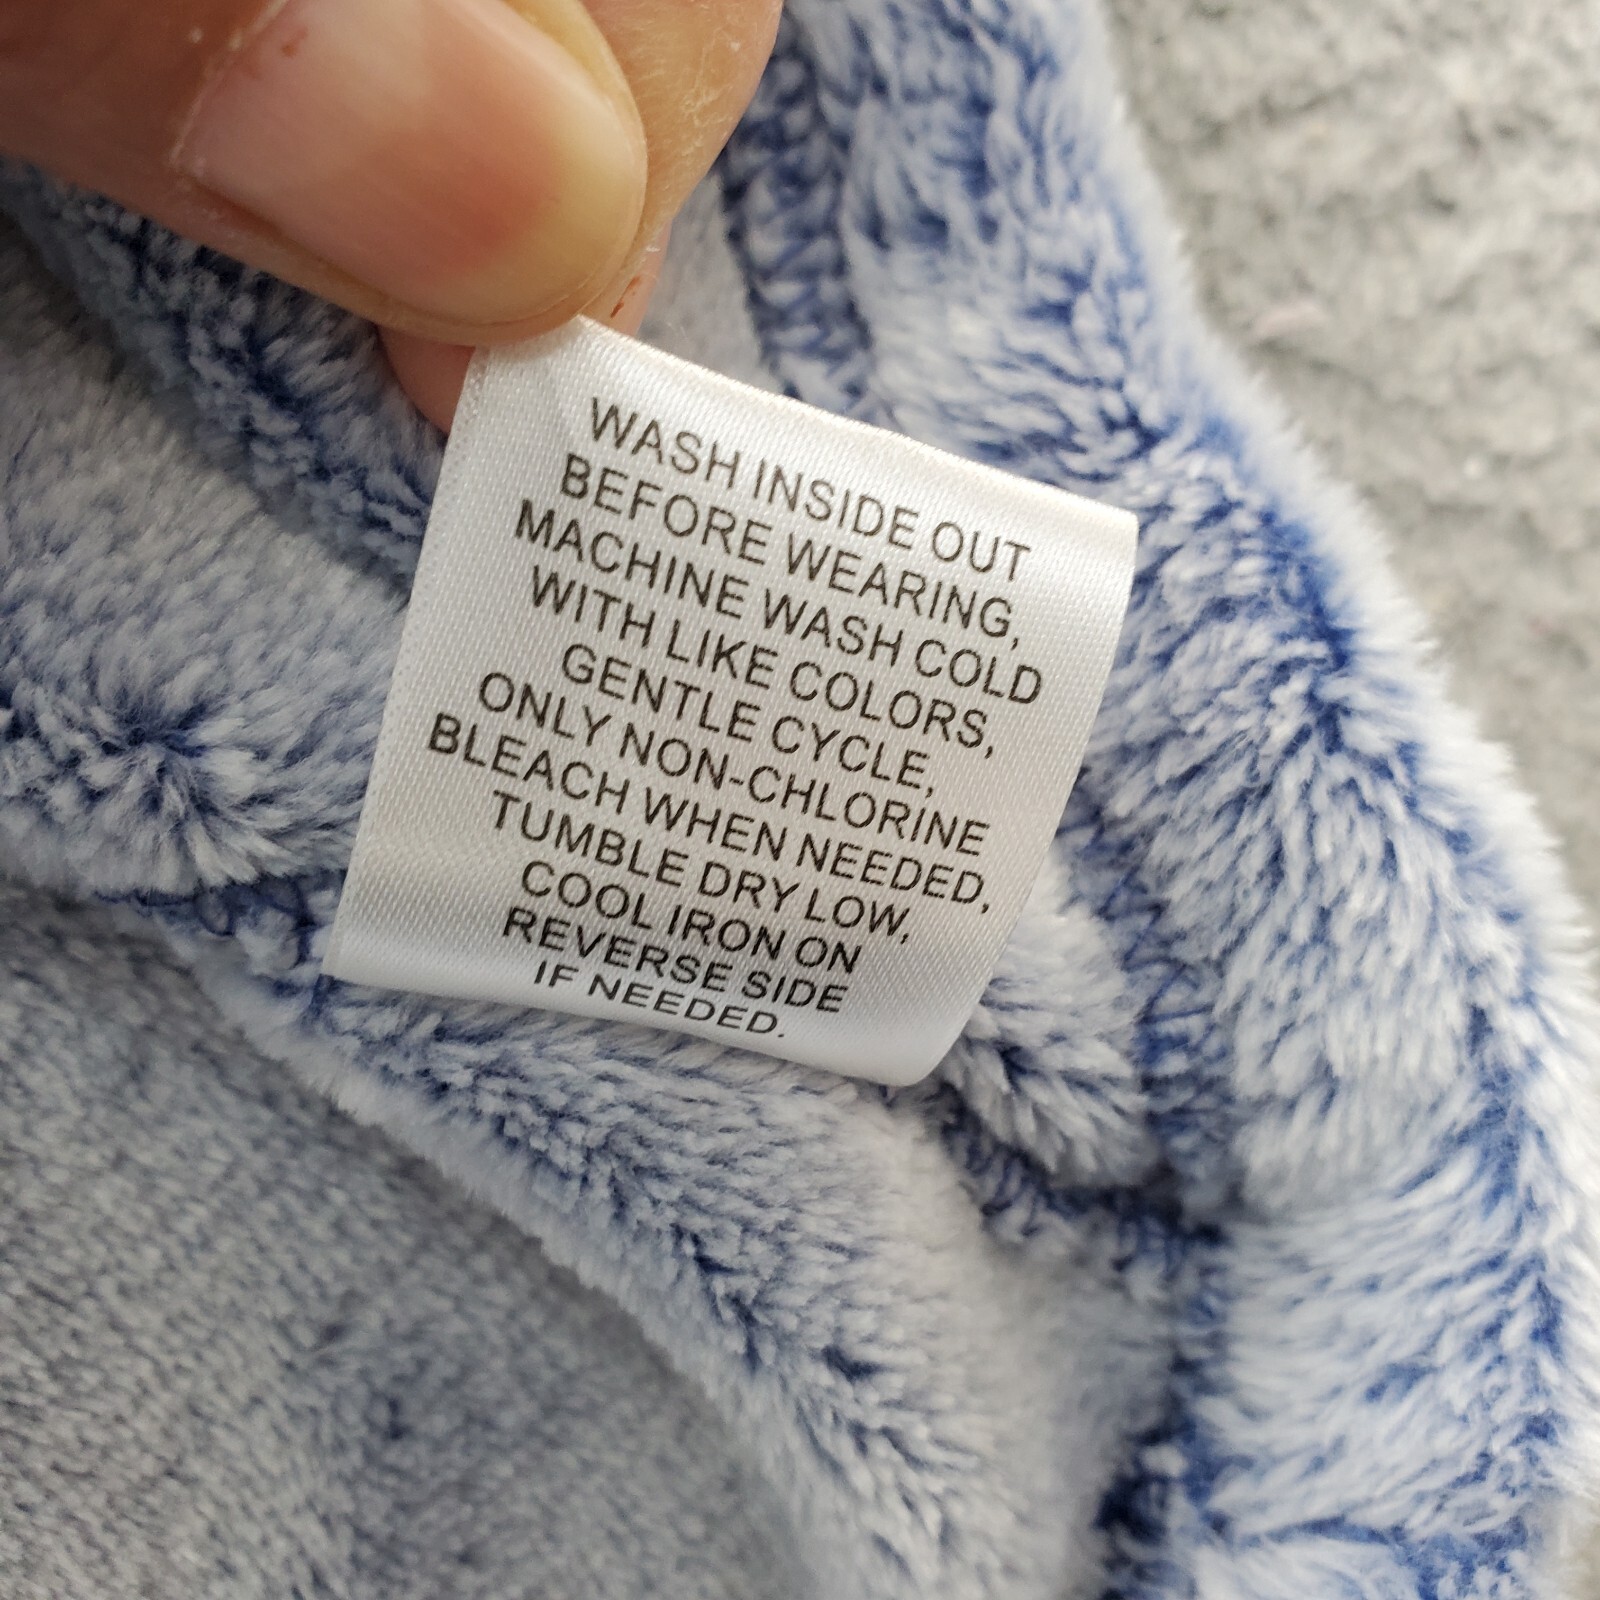 WASH INSIDE OUT
BEFORE WEARING,
MACHINE WASH COLD
WITH LIKE COLORS,
GENTLE CYCLE,
ONLY NON-CHLORINE
BLEACH WHEN NEEDED,
TUMBLE DRY LOW,
COOL IRON ON
REVERSE SIDE
IF NEEDED.